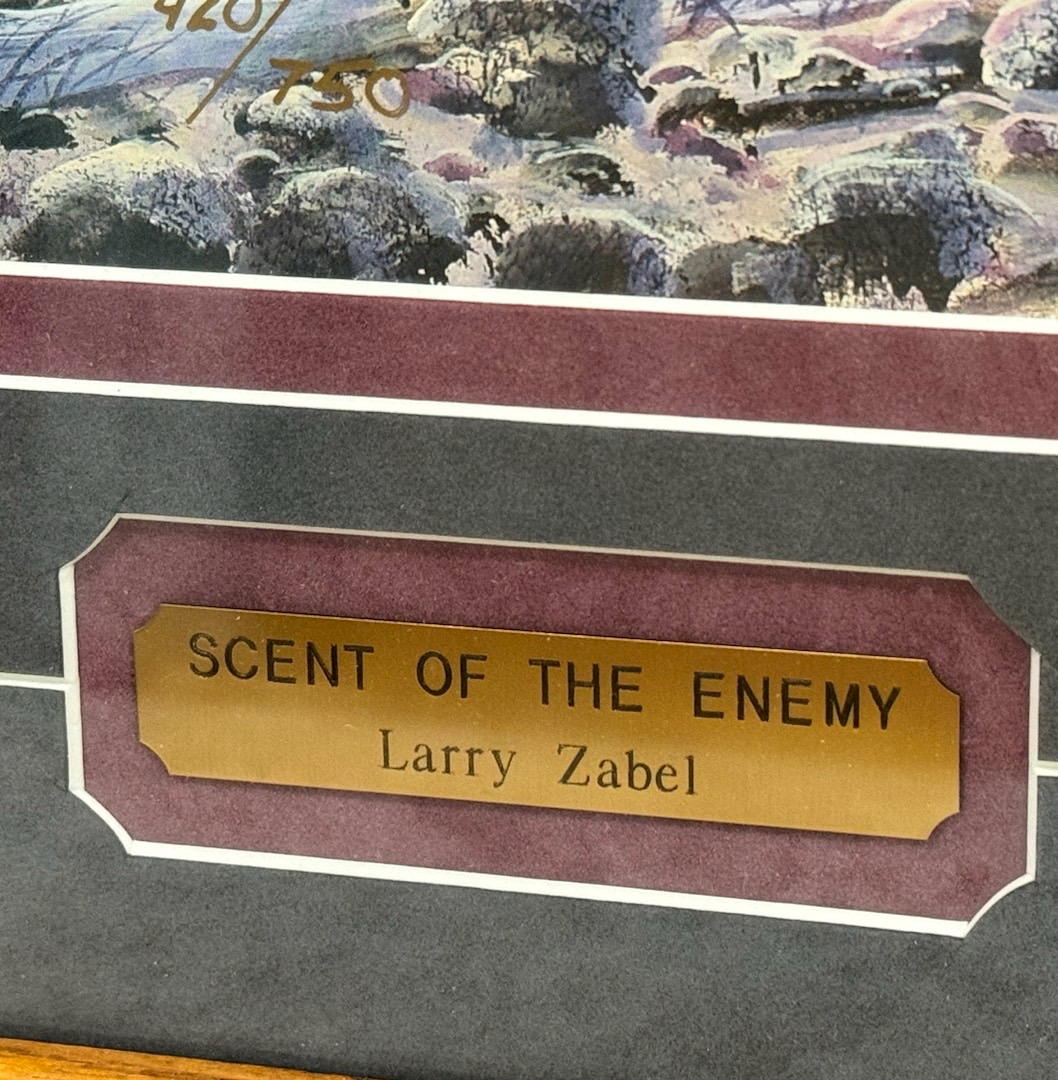 420/
750
SCENT OF THE ENEMY
Larry Zabel